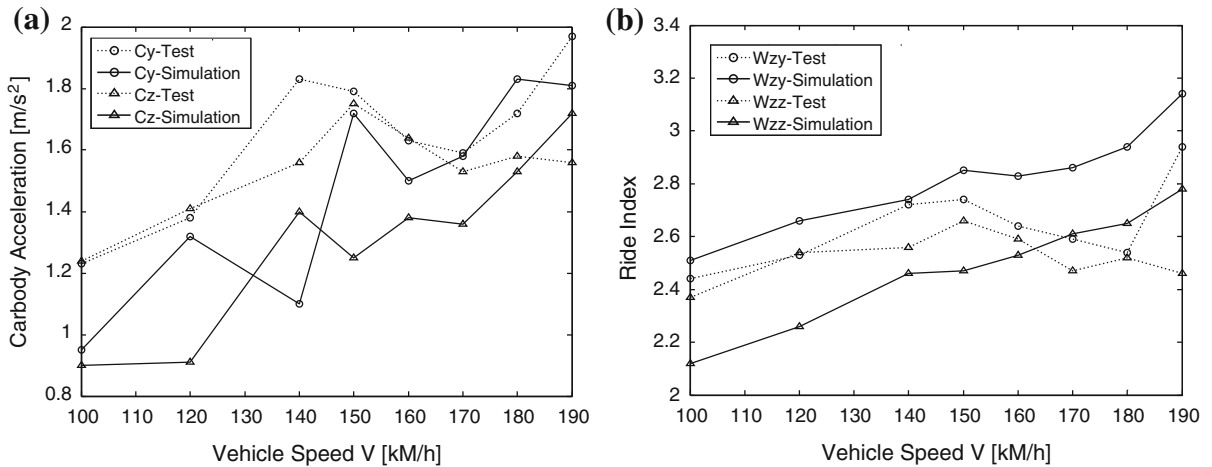 (a)
2
1.8
1.6
1.4
1.2
1
0.8
Carbody Acceleration [m/s²]
Cy-Test
Cy-Simulation
Cz-Test
Cz-Simulation
100 110 120 130 140 150 160 170 180 190
Vehicle Speed V [kM/h]
(b)
3.4
3.2
3
2.8
2.6
2.4
2.2
2
Ride Index
Wzy-Test
Wzy-Simulation
Wzz-Test
Wzz-Simulation
100 110 120 130 140 150 160 170 180 190
Vehicle Speed V [kM/h]